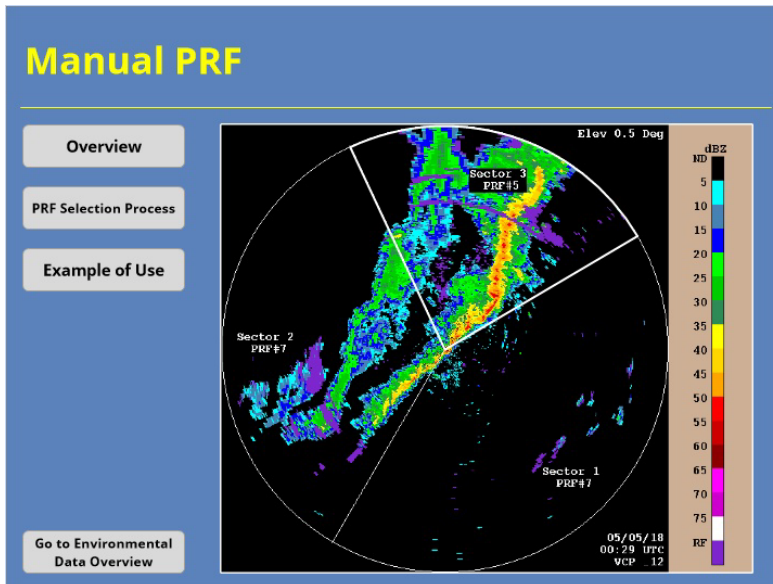 Manual PRF
Overview
PRF Selection Process
Example of Use
Go to Environmental
Data Overview
Elev 0.5 Deg
Sector 3
PRF#5
Sector 2
PRF#7
Sector 1
PRF#7
05/05/18
00:29 UTC
VCP 12
dBZ
ND
5
10
15
20
25
30
35
40
45
50
55
60
65
70
75
RF